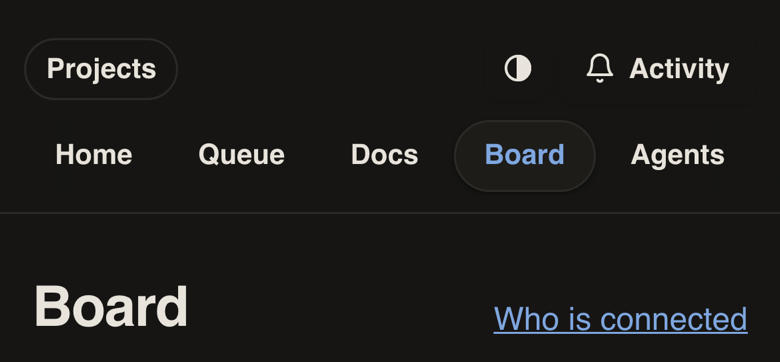 Projects Activity
Home Queue Docs Board Agents
Board Who is connected